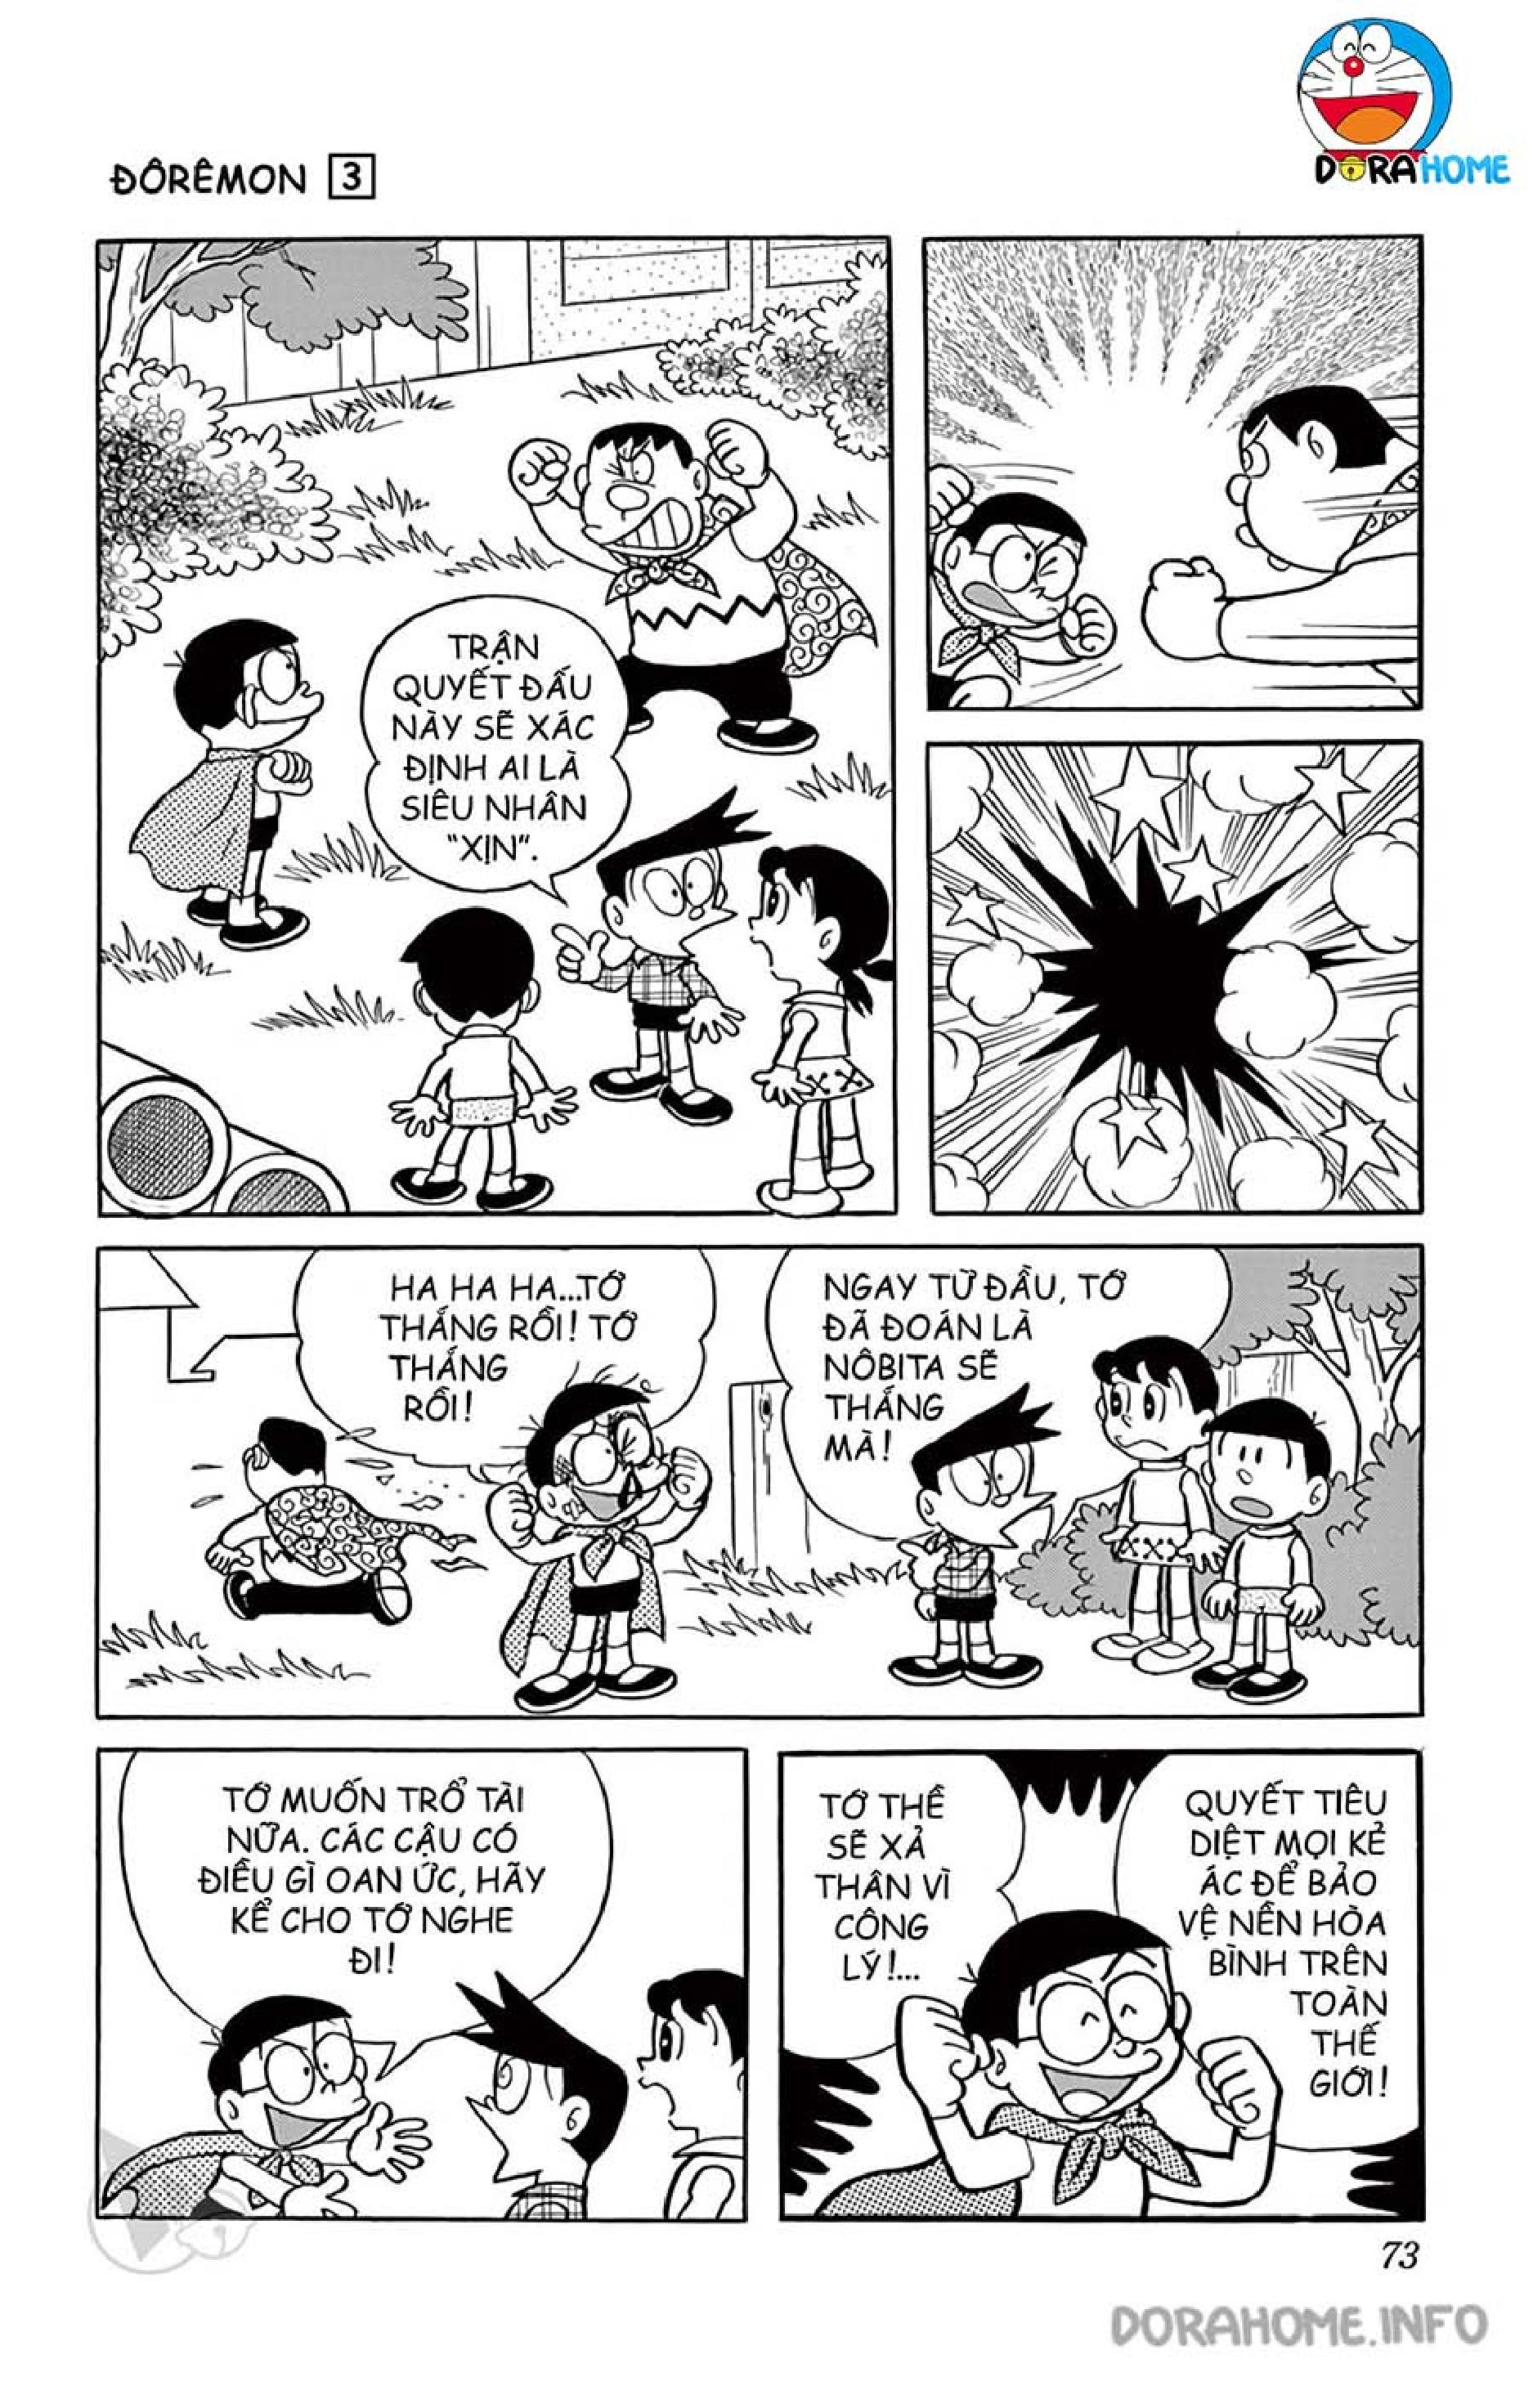 DORAHOME
ĐÔRÊMON 3
TRẬN
QUYẾT ĐẤU
NÀY SẼ XÁC
ĐỊNH AI LÀ
SIÊU NHÂN
"XỊN".
HA HA HA...TỚ
THẮNG RỒI! TỚ
THẮNG
RỒI!
NGAY TỪ ĐẦU, TỚ
ĐÃ ĐOÁN LÀ
NÔBITA SẼ
THẮNG
MÀ!
TỚ MUỐN TRỔ TÀI
NỮA. CÁC CẬU CÓ
ĐIỀU GÌ OAN ỨC, HÃY
KỂ CHO TỚ NGHE
ĐI!
TỚ THỀ
SẼ XẢ
THÂN VÌ
CÔNG
LÝ!...
QUYẾT TIÊU
DIỆT MỌI KẺ
ÁC ĐỂ BẢO
VỆ NỀN HÒA
BÌNH TRÊN
TOÀN
THẾ
GIỚI!
73
DORAHOME.INFO